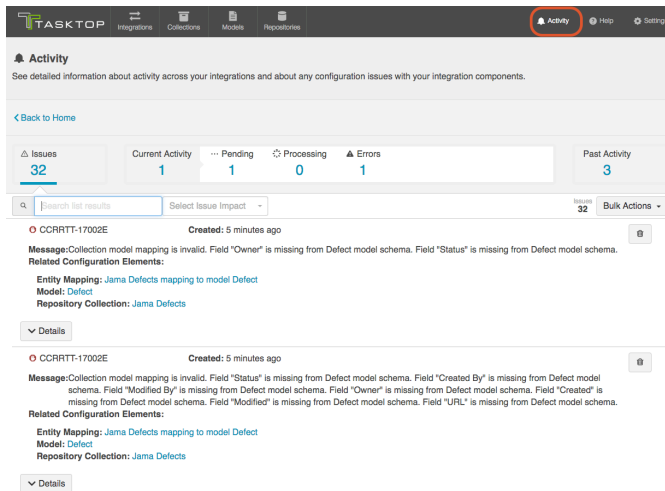 TASKTOP
Integrations Collections Models Repositories
Activity Help Setting
Activity
See detailed information about activity across your integrations and about any configuration issues with your integration components.
Back to Home
Issues Current Activity Pending Processing Errors Past Activity
32 1 1 0 1 3
Search list results Select Issue Impact Issues Bulk Actions
32
CCRRTT-17002E Created: 5 minutes ago
Message:Collection model mapping is invalid. Field "Owner" is missing from Defect model schema. Field "Status" is missing from Defect model schema.
Related Configuration Elements:
Entity Mapping: Jama Defects mapping to model Defect
Model: Defect
Repository Collection: Jama Defects
Details
CCRRTT-17002E Created: 5 minutes ago
Message:Collection model mapping is invalid. Field "Status" is missing from Defect model schema. Field "Created By" is missing from Defect model
schema. Field "Modified By" is missing from Defect model schema. Field "Owner" is missing from Defect model schema. Field "Created" is
missing from Defect model schema. Field "Modified" is missing from Defect model schema. Field "URL" is missing from Defect model schema.
Related Configuration Elements:
Entity Mapping: Jama Defects mapping to model Defect
Model: Defect
Repository Collection: Jama Defects
Details